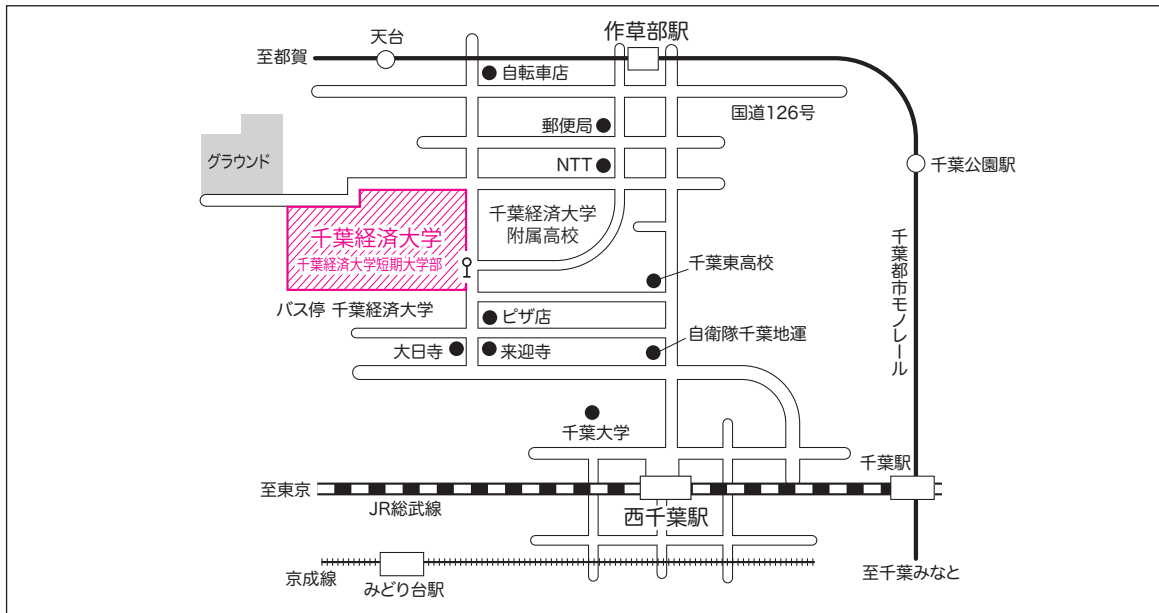 作草部駅
天台
至都賀
自転車店
国道126号
郵便局
グラウンド
NTT
千葉公園駅
千葉経済大学
附属高校
千葉経済大学
千葉経済大学短期大学部
千葉東高校
千葉都市モノレール
バス停 千葉経済大学
ピザ店
自衛隊千葉地連
大日寺
来迎寺
千葉大学
千葉駅
至東京
JR総武線
西千葉駅
京成線
みどり台駅
至千葉みなと